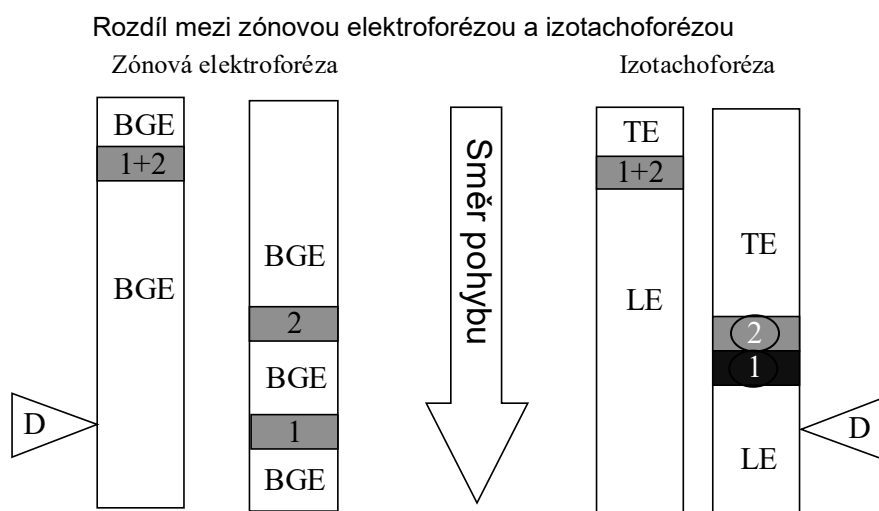 Rozdíl mezi zónovou elektroforézou a izotachoforézou
Zónová elektroforéza
BGE
1+2
BGE
D
BGE
2
BGE
1
BGE
Směr pohybu
Izotachoforéza
TE
1+2
LE
TE
2
1
LE
D